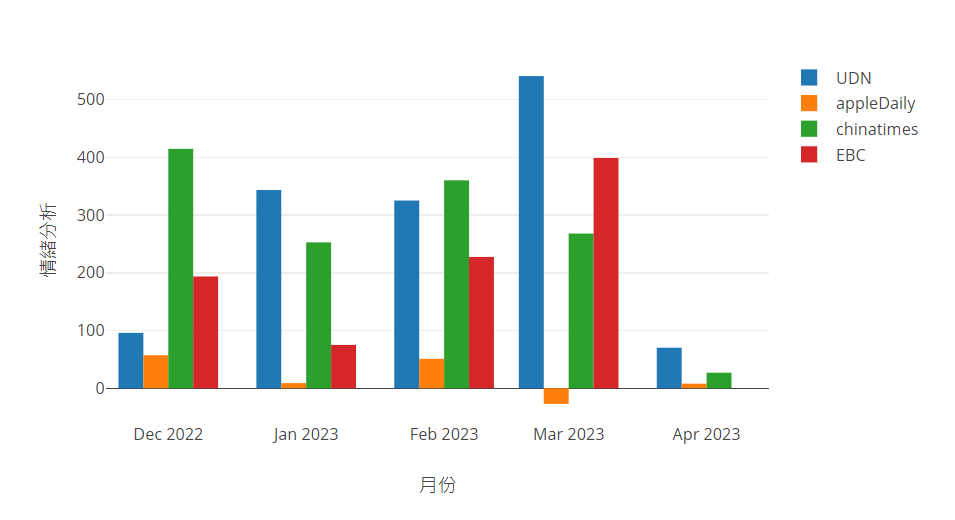 UDN
appleDaily
chinatimes
EBC
500
400
300
200
100
0
情緒分析
Dec 2022
Jan 2023
Feb 2023
Mar 2023
Apr 2023
月份